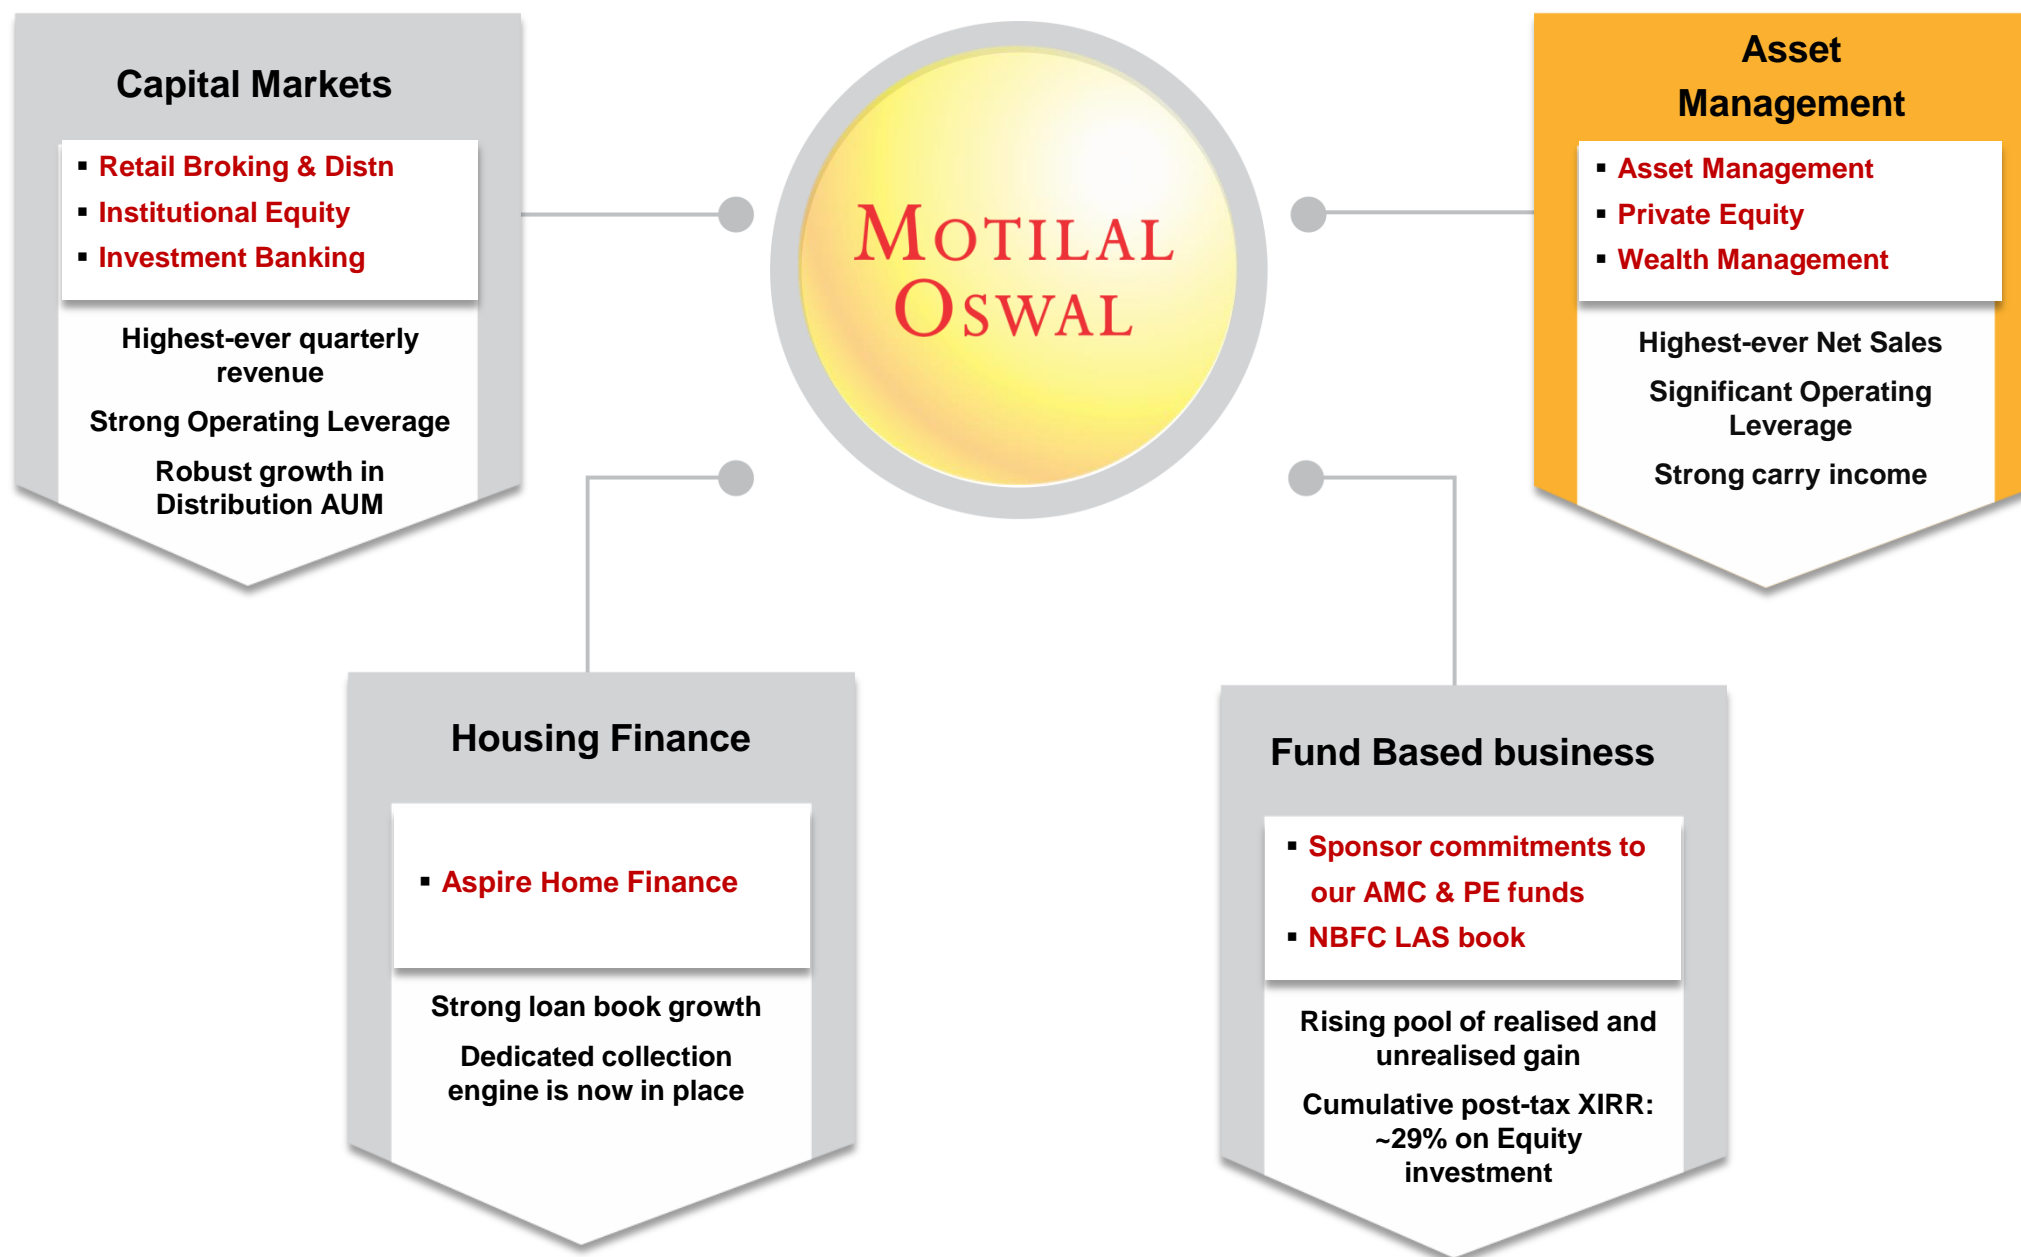 Capital Markets
▪ Retail Broking & Distn
▪ Institutional Equity
▪ Investment Banking
Highest-ever quarterly
revenue
Strong Operating Leverage
Robust growth in
Distribution AUM
MOTILAL
OSWAL
Asset
Management
▪ Asset Management
▪ Private Equity
▪ Wealth Management
Highest-ever Net Sales
Significant Operating
Leverage
Strong carry income
Housing Finance
▪ Aspire Home Finance
Strong loan book growth
Dedicated collection
engine is now in place
Fund Based business
▪ Sponsor commitments to
our AMC & PE funds
▪ NBFC LAS book
Rising pool of realised and
unrealised gain
Cumulative post-tax XIRR:
~29% on Equity
investment